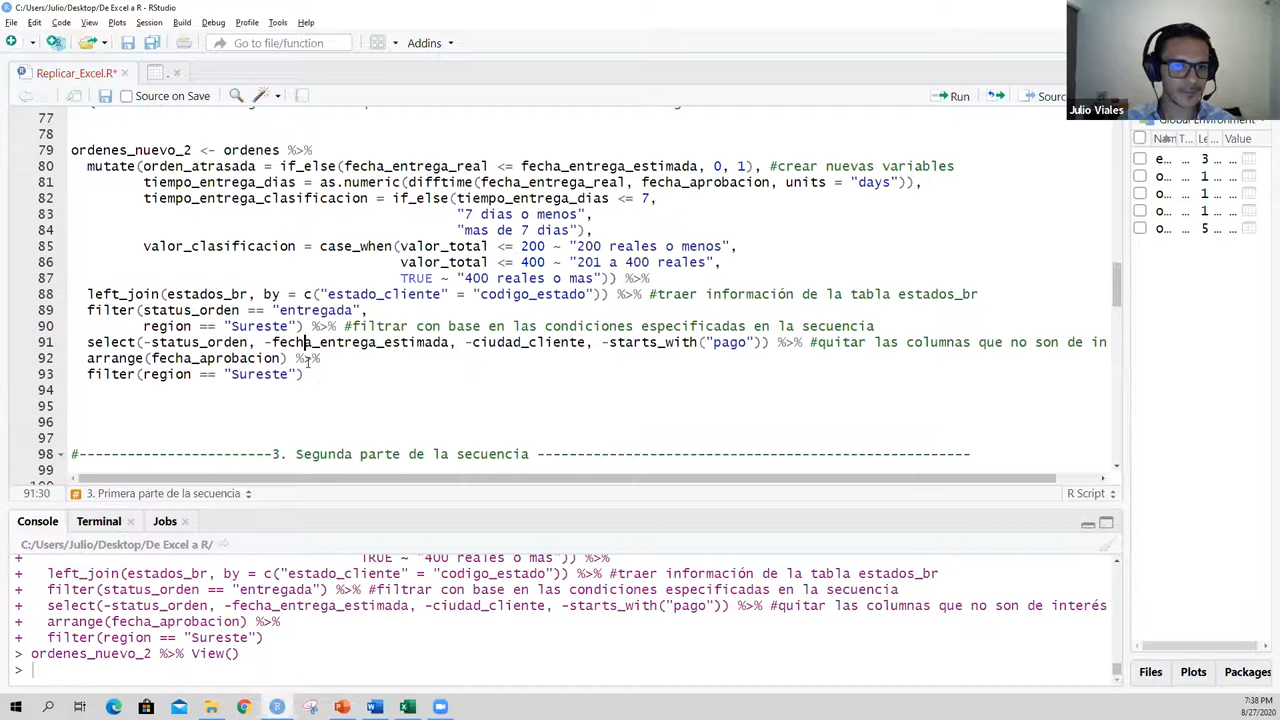 C:/Users/Julio/Desktop/De Excel a R - RStudio
File Edit Code View Plots Session Build Debug Profile Tools Help
Go to file/function Addins
Replicar_Excel.R*
Source on Save Run Sourc
Julio Viales
Global Environment
77
78
79 ordenes_nuevo_2 <- ordenes %>%
80 mutate(orden_atrasada = if_else(fecha_entrega_real <= fecha_entrega_estimada, 0, 1), #crear nuevas variables
81 tiempo_entrega_dias = as.numeric(difftime(fecha_entrega_real, fecha_aprobacion, units = "days")),
82 tiempo_entrega_clasificacion = if_else(tiempo_entrega_dias <= 7,
83 "7 dias o menos",
84 "mas de 7 dias"),
85 valor_clasificacion = case_when(valor_total <= 200 ~ "200 reales o menos",
86 valor_total <= 400 ~ "201 a 400 reales",
87 TRUE ~ "400 reales o mas")) %>%
88 left_join(estados_br, by = c("estado_cliente" = "codigo_estado")) %>% #traer información de la tabla estados_br
89 filter(status_orden == "entregada",
90 region == "Sureste") %>% #filtrar con base en las condiciones especificadas en la secuencia
91 select(-status_orden, -fecha_entrega_estimada, -ciudad_cliente, -starts_with("pago")) %>% #quitar las columnas que no son de in
92 arrange(fecha_aprobacion) %>%
93 filter(region == "Sureste")
94
95
96
97
98 #------------------------3. Segunda parte de la secuencia ------------------------------------------------------
99
91:30 3. Primera parte de la secuencia R Script
Na T... Le Value
e... 3 ...
o... 1 ...
o... 1 ...
o... 1 ...
o... 5 ...
Console Terminal Jobs
C:/Users/Julio/Desktop/De Excel a R/
+ TRUE ~ "400 reales o mas")) %>%
+ left_join(estados_br, by = c("estado_cliente" = "codigo_estado")) %>% #traer información de la tabla estados_br
+ filter(status_orden == "entregada") %>% #filtrar con base en las condiciones especificadas en la secuencia
+ select(-status_orden, -fecha_entrega_estimada, -ciudad_cliente, -starts_with("pago")) %>% #quitar las columnas que no son de interés
+ arrange(fecha_aprobacion) %>%
+ filter(region == "Sureste")
> ordenes_nuevo_2 %>% View()
>
Files Plots Packages
7:38 PM
8/27/2020